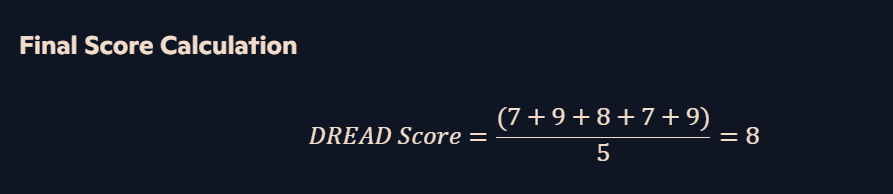 Final Score Calculation
DREAD Score = (7 + 9 + 8 + 7 + 9) / 5 = 8